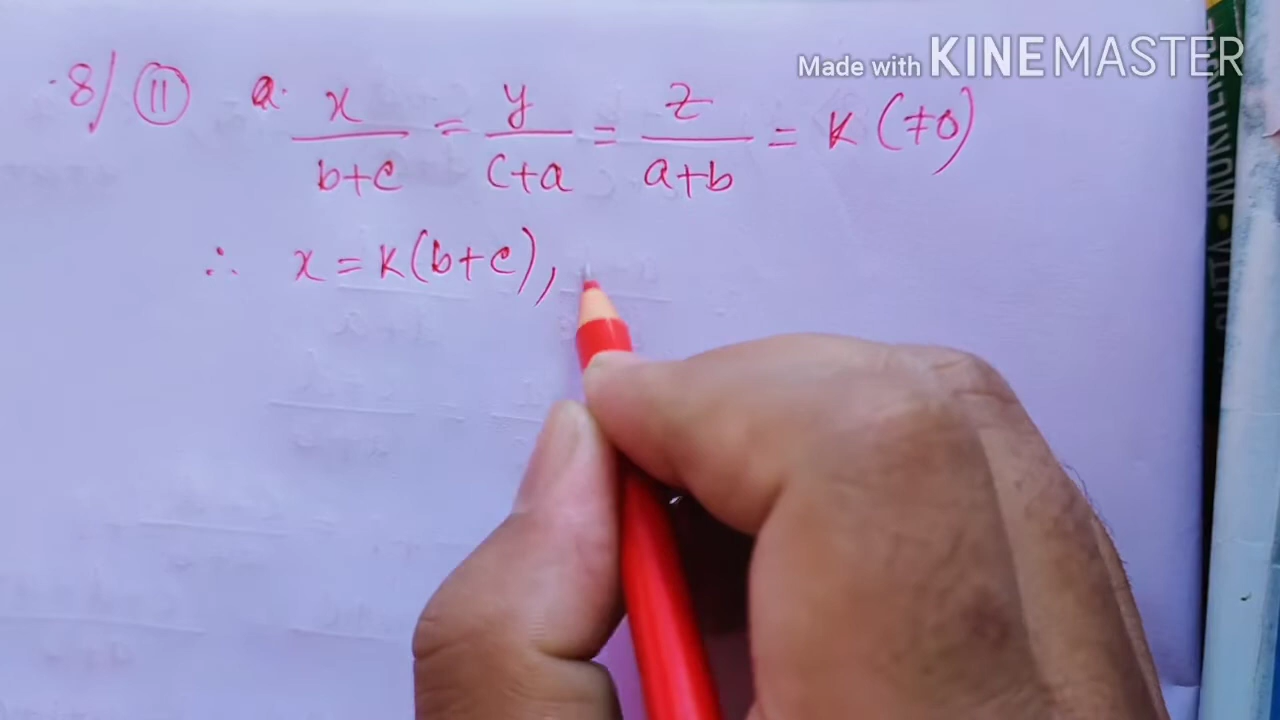 Made with KINEMASTER
8/ (11) a. x/(b+c) = y/(c+a) = z/(a+b) = K (≠0)
∴ x = K(b+c),